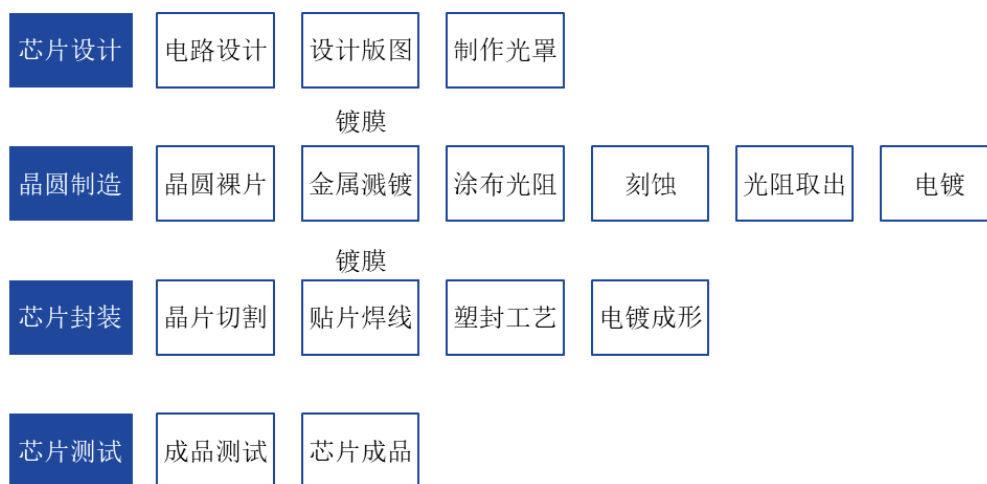 芯片设计 电路设计 设计版图 制作光罩
镀膜
晶圆制造 晶圆裸片 金属溅镀 涂布光阻 刻蚀 光阻取出 电镀
镀膜
芯片封装 晶片切割 贴片焊线 塑封工艺 电镀成形
芯片测试 成品测试 芯片成品